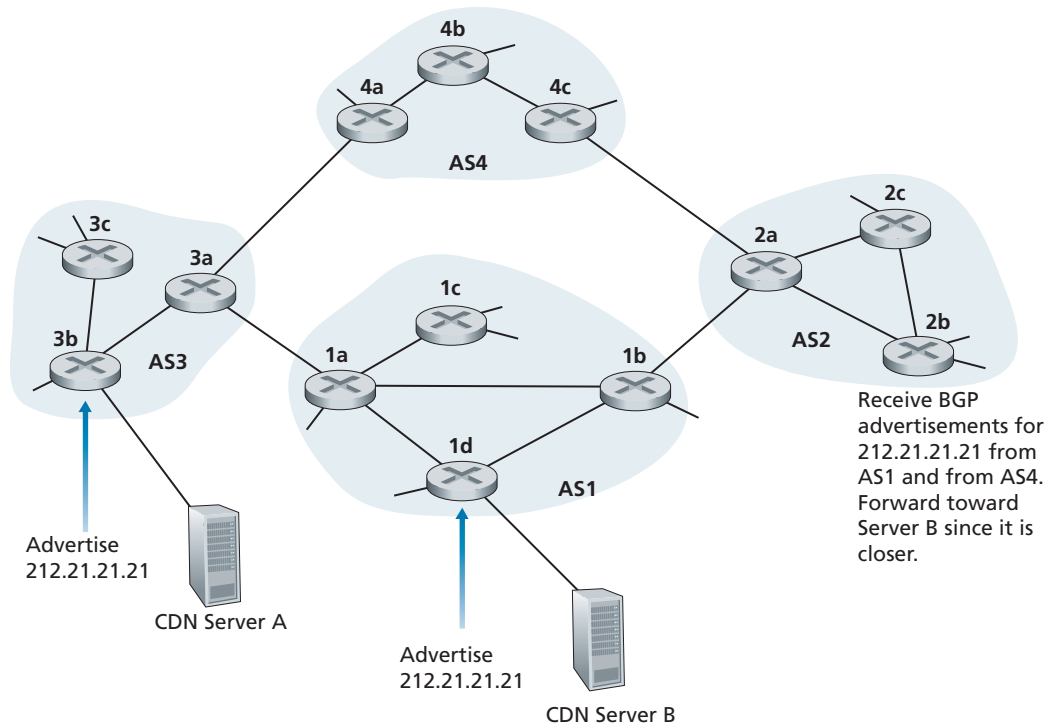 4b
4a
4c
AS4
3c
2c
3a
2a
1c
3b
AS3
1a
1b
AS2
2b
1d
AS1
Receive BGP
advertisements for
212.21.21.21 from
AS1 and from AS4.
Forward toward
Server B since it is
closer.
Advertise
212.21.21.21
CDN Server A
Advertise
212.21.21.21
CDN Server B